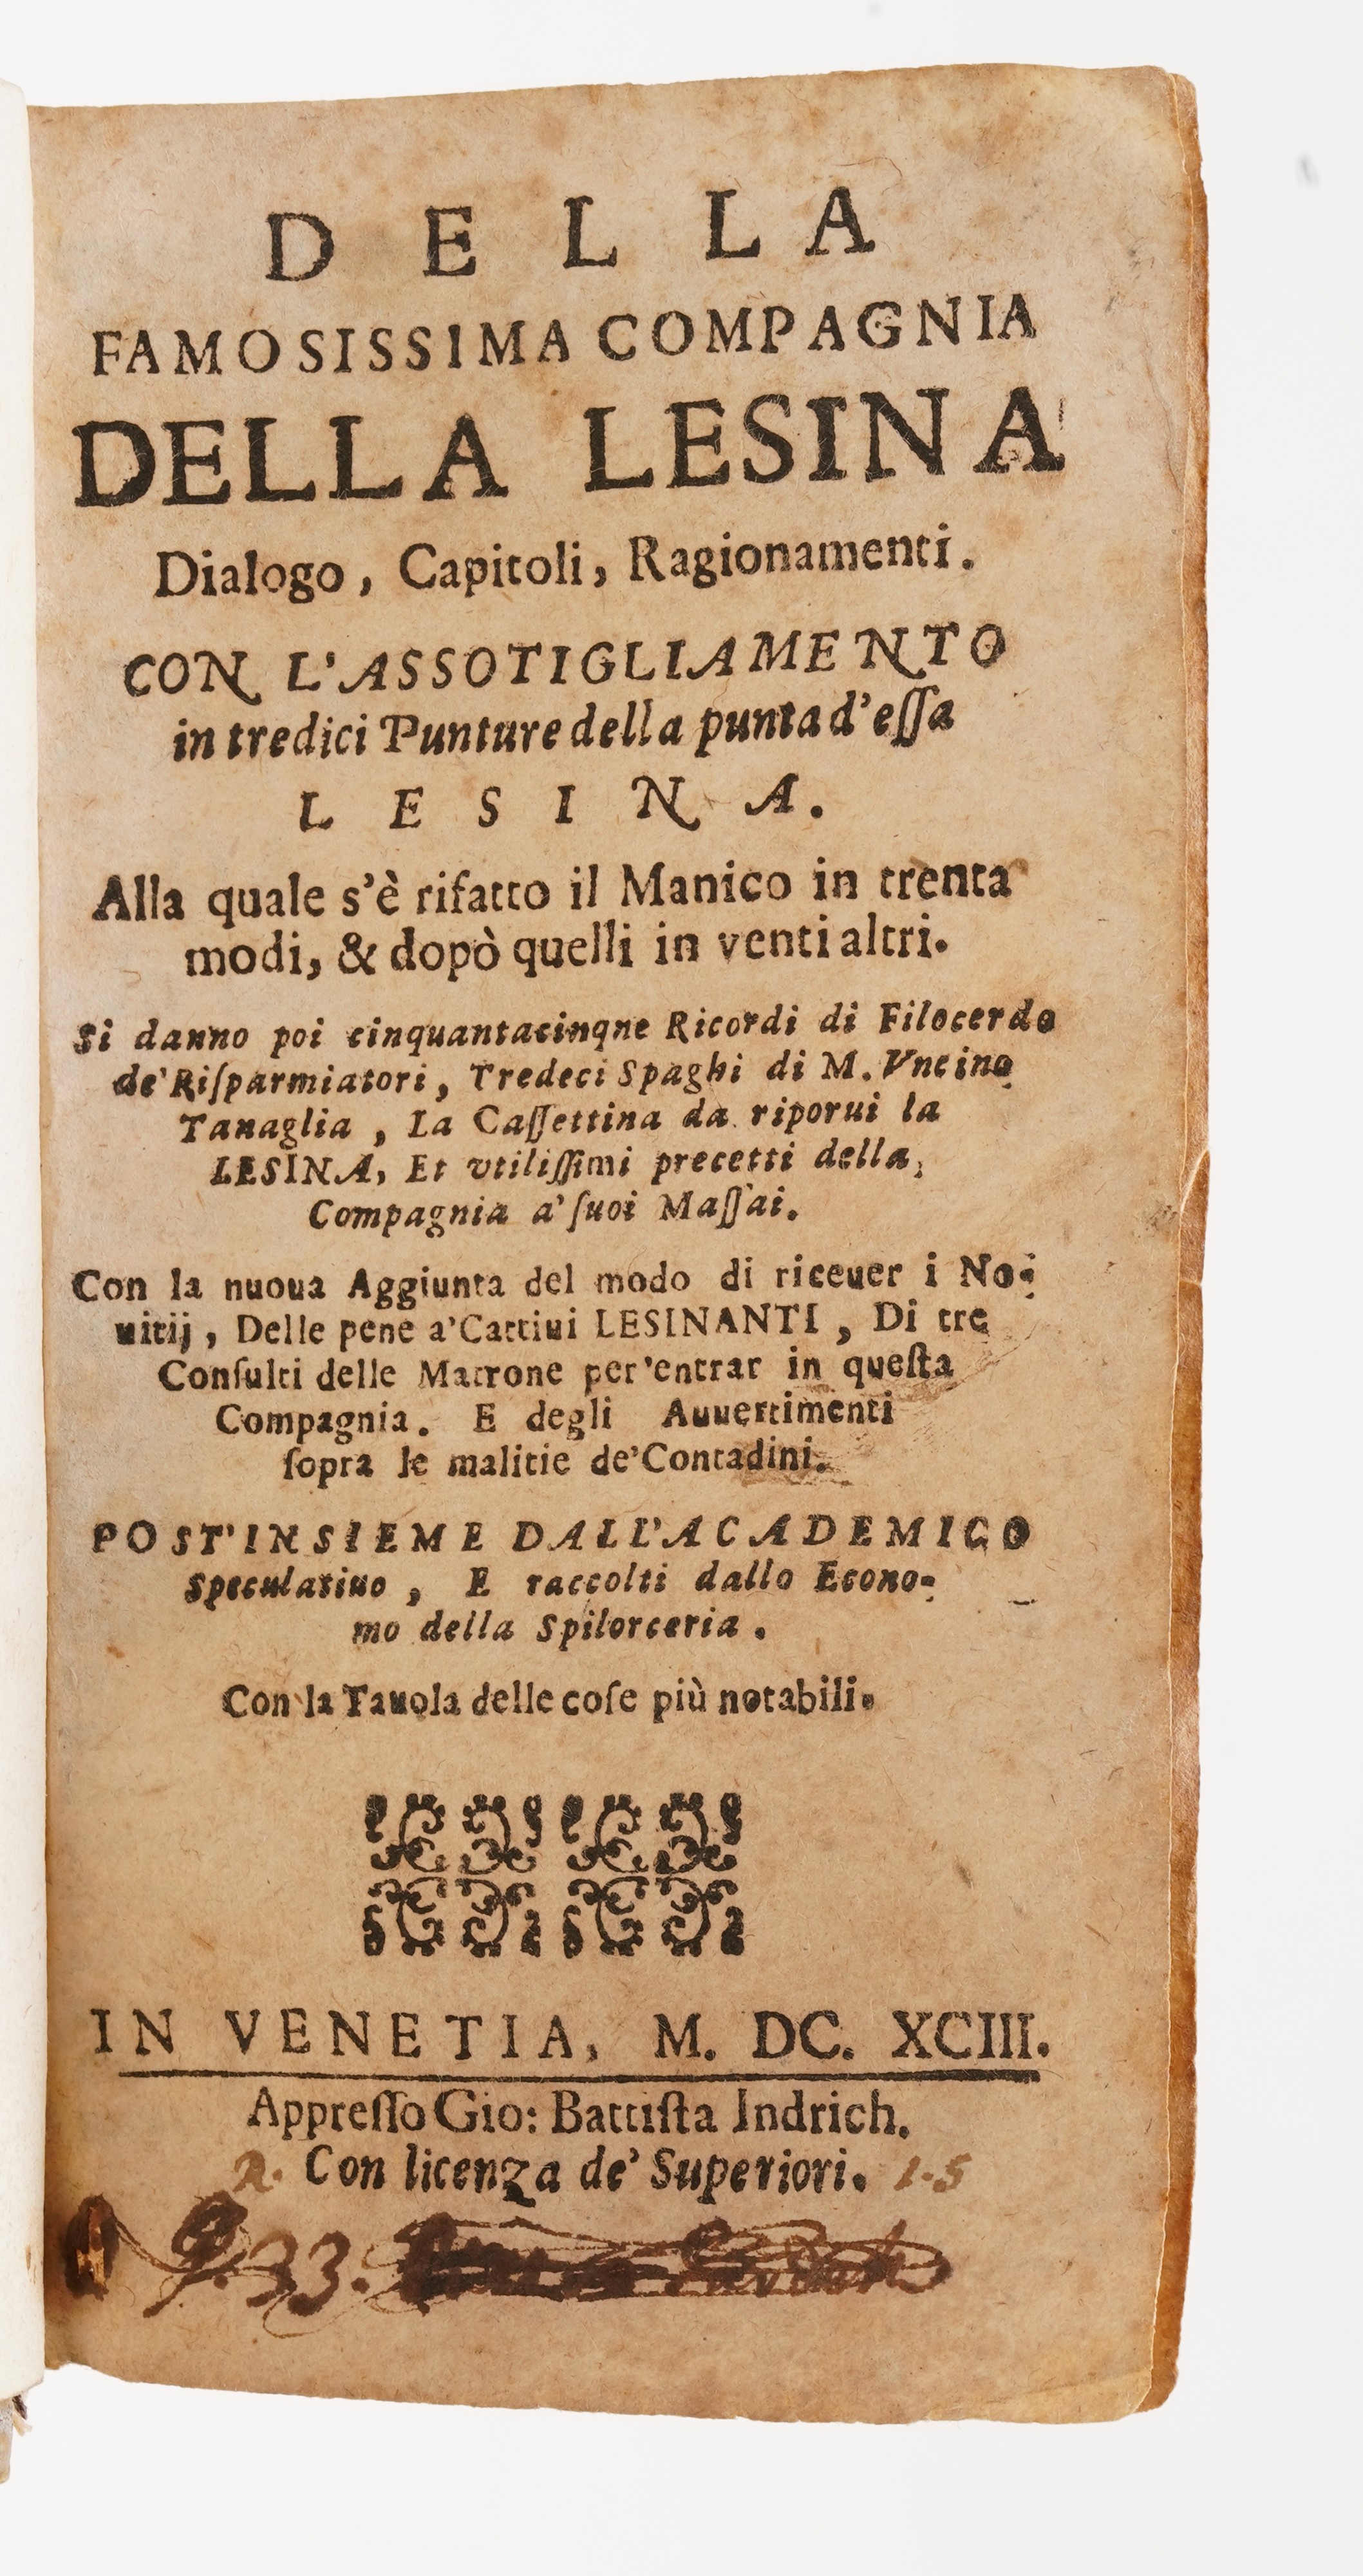 DELLA
FAMOSISSIMA COMPAGNIA
DELLA LESINA
Dialogo, Capitoli, Ragionamenti.
CON L'ASSOTIGLIAMENTO
in tredici Punture della punta d'eſſa
LESINA.
Alla quale s'è rifatto il Manico in trenta
modi, & dopò quelli in venti altri.
Si danno poi cinquantacinqne Ricordi di Filocerdo
de' Riſparmiatori, Tredeci Spaghi di M. Vncino
Tanaglia, La Caſſettina da riporui la
LESINA, Et vtiliſſimi precetti della
Compagnia a' ſuoi Maſſai.
Con la nuoua Aggiunta del modo di riceuer i No-
uitij, Delle pene a' Cattiui LESINANTI, Di tre
Conſulti delle Matrone per'entrar in queſta
Compagnia. E degli Auuertimenti
ſopra le malitie de' Contadini.
POST'INSIEME DALL'ACADEMICO
Speculatiuo, E raccolti dallo Econo-
mo della Spilorceria.
Con la Tauola delle coſe più notabili.
IN VENETIA, M. DC. XCIII.
Appreſſo Gio: Battiſta Indrich.
R. Con licenza de' Superiori. 1.5
33.